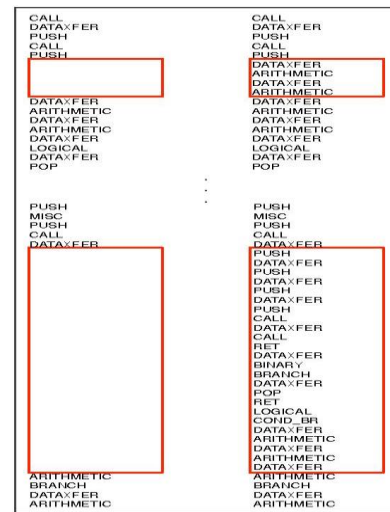 CALL
DATAXFER
PUSH
CALL
PUSH
DATAXFER
ARITHMETIC
DATAXFER
ARITHMETIC
DATAXFER
LOGICAL
DATAXFER
POP
PUSH
MISC
PUSH
CALL
DATAXFER
ARITHMETIC
BRANCH
DATAXFER
ARITHMETIC
CALL
DATAXFER
PUSH
CALL
PUSH
DATAXFER
ARITHMETIC
DATAXFER
ARITHMETIC
DATAXFER
ARITHMETIC
DATAXFER
ARITHMETIC
DATAXFER
LOGICAL
DATAXFER
POP
PUSH
MISC
PUSH
CALL
DATAXFER
PUSH
DATAXFER
PUSH
DATAXFER
PUSH
DATAXFER
PUSH
CALL
DATAXFER
CALL
RET
DATAXFER
BINARY
BRANCH
DATAXFER
POP
RET
LOGICAL
COND_BR
DATAXFER
ARITHMETIC
DATAXFER
ARITHMETIC
DATAXFER
ARITHMETIC
BRANCH
DATAXFER
ARITHMETIC